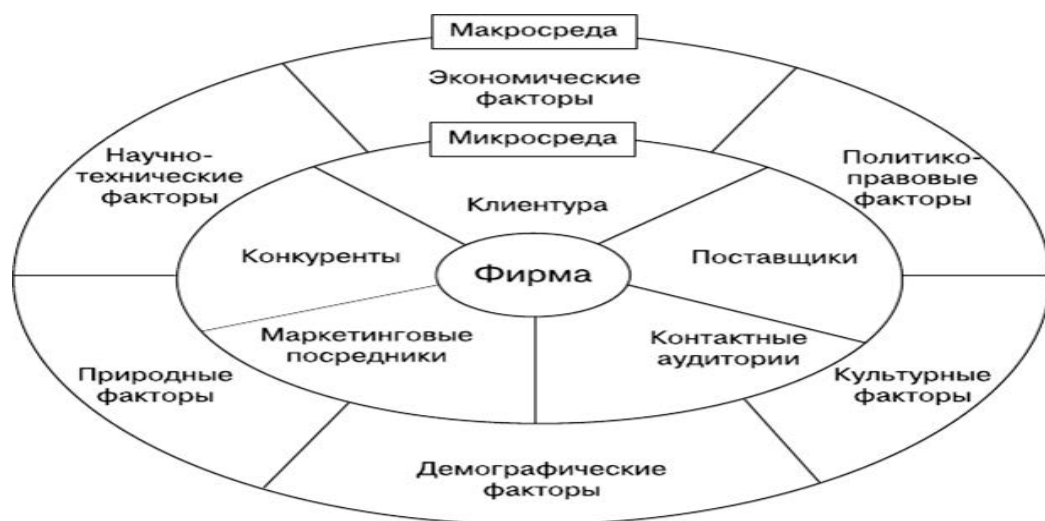 Макросреда
Экономические
факторы
Микросреда
Научно-
технические
факторы
Политико-
правовые
факторы
Клиентура
Конкуренты
Фирма
Поставщики
Маркетинговые
посредники
Контактные
аудитории
Природные
факторы
Культурные
факторы
Демографические
факторы